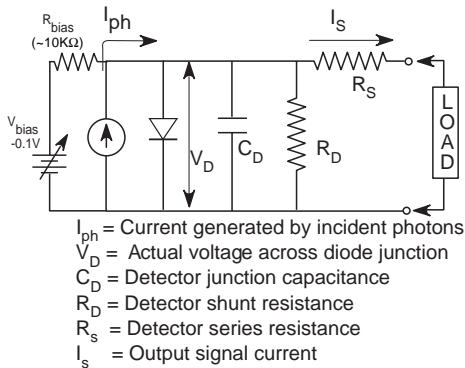 R_bias
(~10KΩ)
I_ph
I_S
R_S
V_bias
-0.1V
V_D
C_D
R_D
LOAD
I_ph = Current generated by incident photons
V_D = Actual voltage across diode junction
C_D = Detector junction capacitance
R_D = Detector shunt resistance
R_s = Detector series resistance
I_s = Output signal current